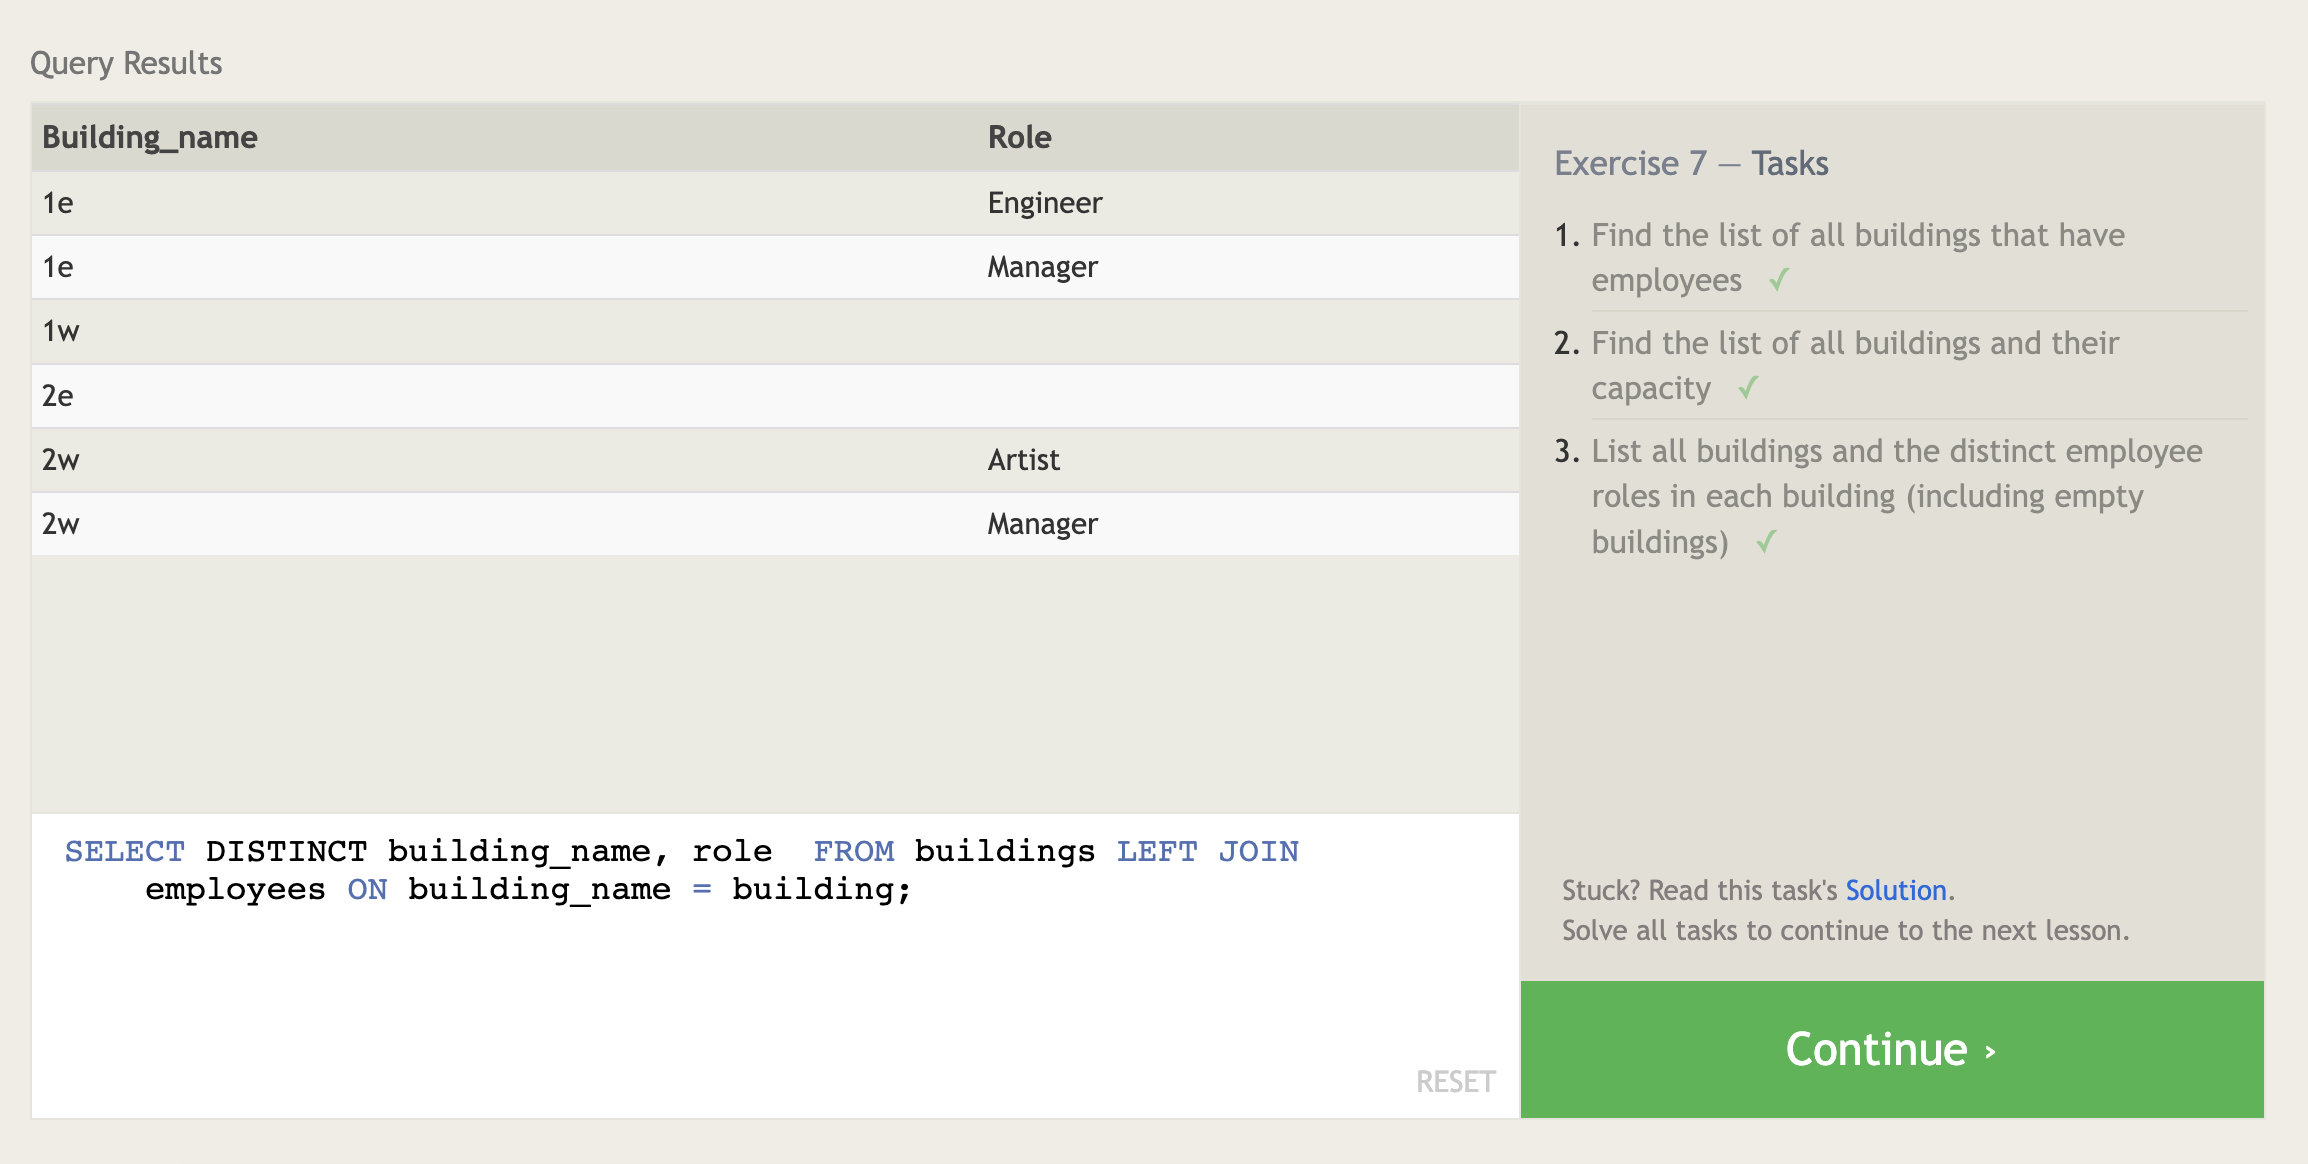 Query Results
Building_name Role
1e Engineer
1e Manager
1w
2e
2w Artist
2w Manager
SELECT DISTINCT building_name, role  FROM buildings LEFT JOIN
employees ON building_name = building;
RESET
Exercise 7 — Tasks
1. Find the list of all buildings that have
employees ✓
2. Find the list of all buildings and their
capacity ✓
3. List all buildings and the distinct employee
roles in each building (including empty
buildings) ✓
Stuck? Read this task's Solution.
Solve all tasks to continue to the next lesson.
Continue ›